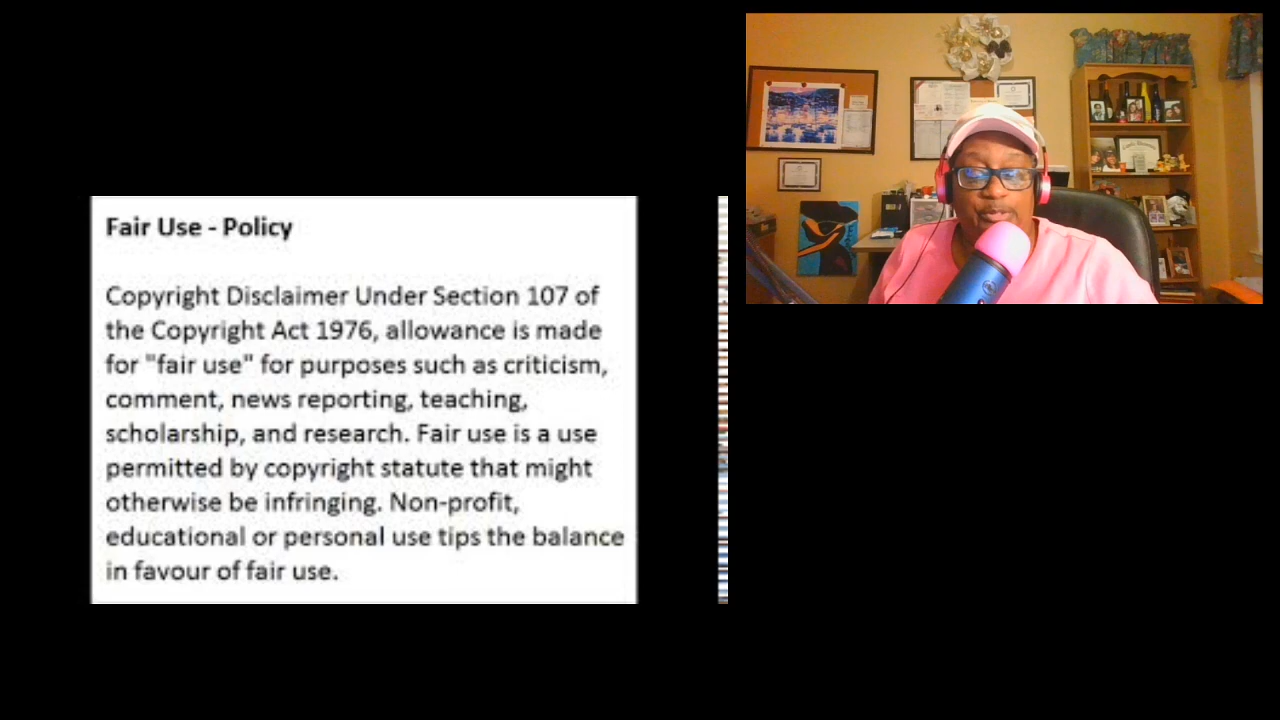 Fair Use - Policy
Copyright Disclaimer Under Section 107 of
the Copyright Act 1976, allowance is made
for "fair use" for purposes such as criticism,
comment, news reporting, teaching,
scholarship, and research. Fair use is a use
permitted by copyright statute that might
otherwise be infringing. Non-profit,
educational or personal use tips the balance
in favour of fair use.